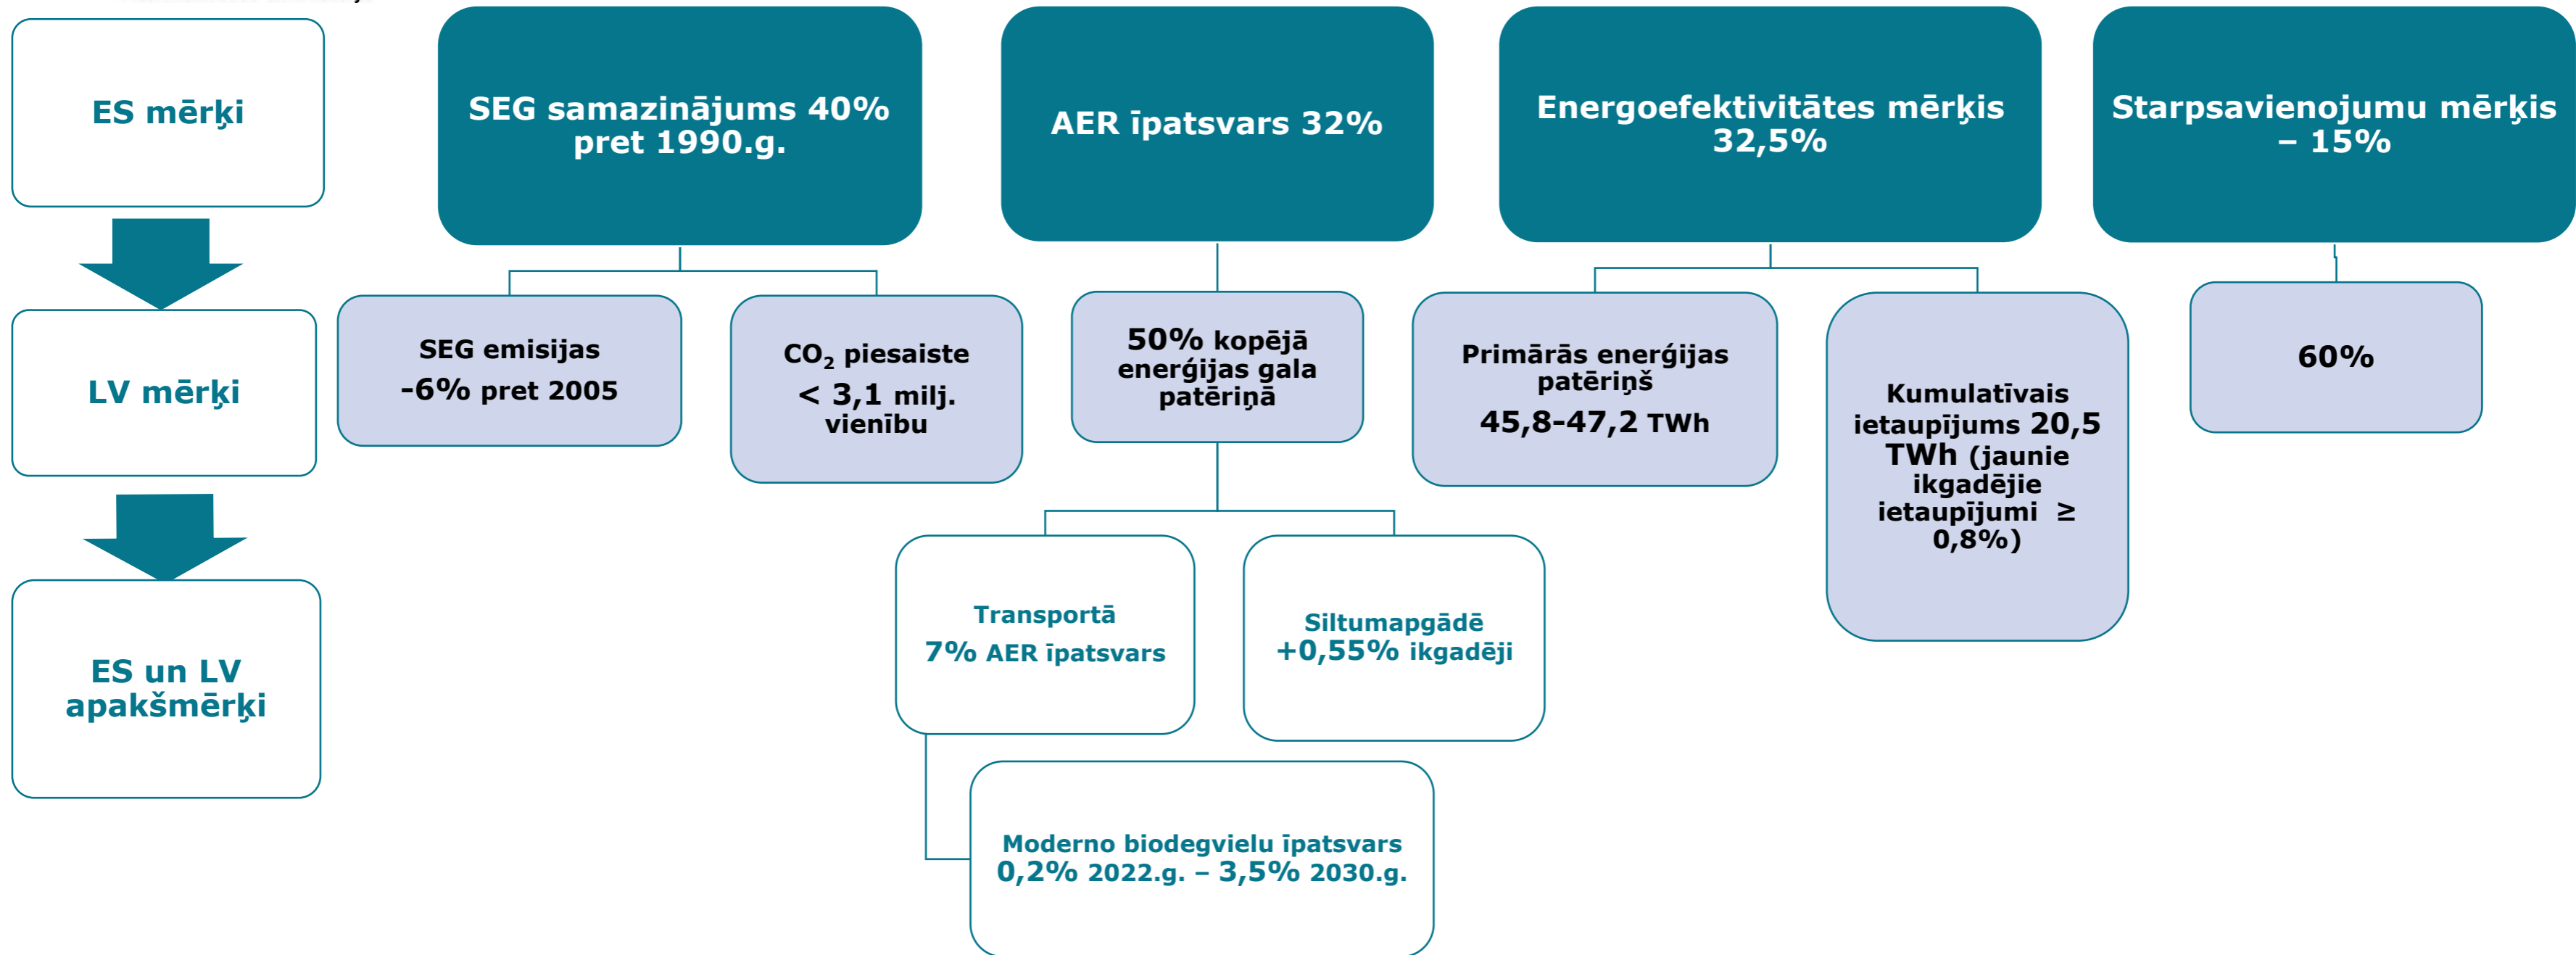 ES mērķi
SEG samazinājums 40%
pret 1990.g.
AER īpatsvars 32%
Energoefektivitātes mērķis
32,5%
Starpsavienojumu mērķis
– 15%
LV mērķi
SEG emisijas
-6% pret 2005
CO₂ piesaiste
< 3,1 milj.
vienību
50% kopējā
enerģijas gala
patēriņā
Primārās enerģijas
patēriņš
45,8-47,2 TWh
Kumulatīvais
ietaupījums 20,5
TWh (jaunie
ikgadējie
ietaupījumi ≥
0,8%)
60%
ES un LV
apakšmērķi
Transportā
7% AER īpatsvars
Siltumapgādē
+0,55% ikgadēji
Moderno biodegvielu īpatsvars
0,2% 2022.g. – 3,5% 2030.g.